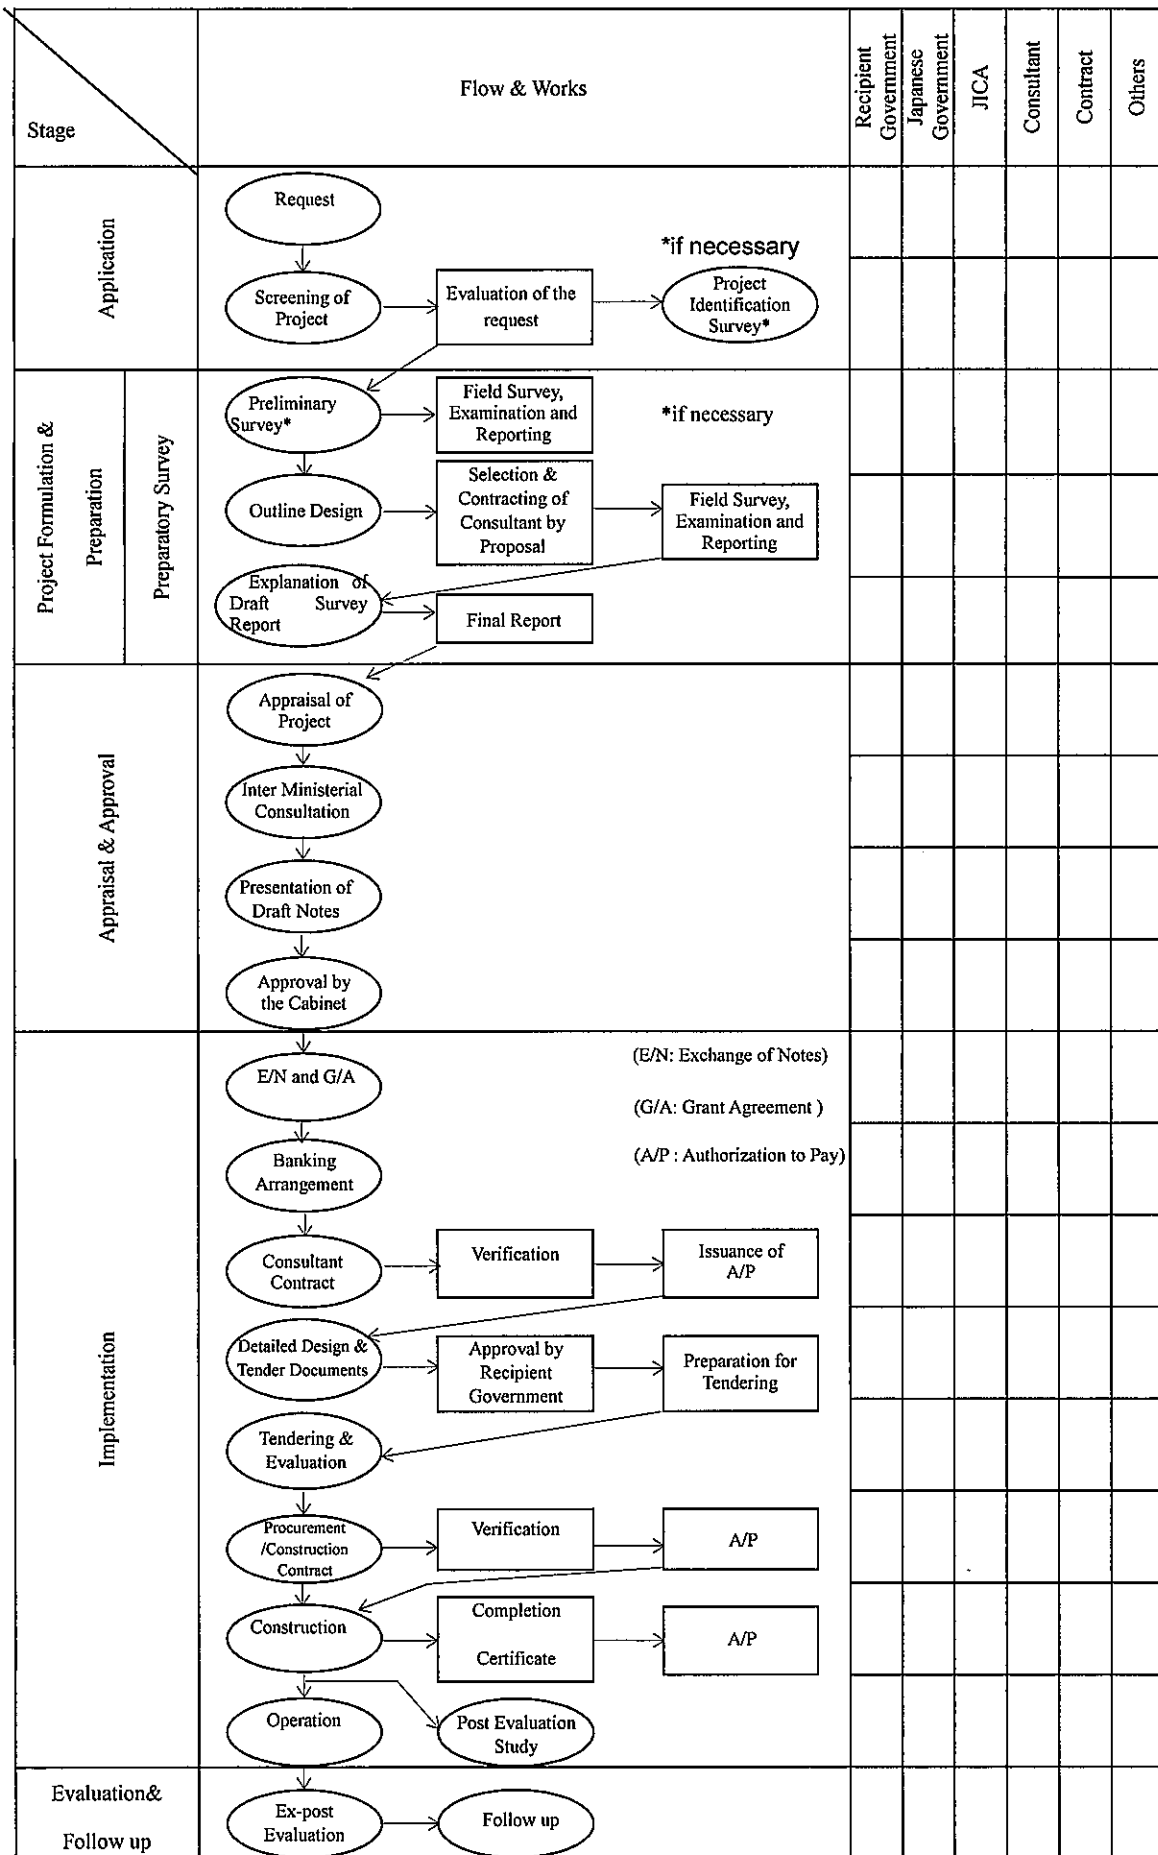 Stage
Flow & Works
Recipient
Government
Japanese
Government
JICA
Consultant
Contract
Others
Application
Request
*if necessary
Screening of
Project
Evaluation of the
request
Project
Identification
Survey*
Project Formulation &
Preparation
Preparatory Survey
Preliminary
Survey*
Field Survey,
Examination and
Reporting
*if necessary
Outline Design
Selection &
Contracting of
Consultant by
Proposal
Field Survey,
Examination and
Reporting
Explanation of
Draft Survey
Report
Final Report
Appraisal & Approval
Appraisal of
Project
Inter Ministerial
Consultation
Presentation of
Draft Notes
Approval by
the Cabinet
Implementation
E/N and G/A
(E/N: Exchange of Notes)
(G/A: Grant Agreement )
(A/P : Authorization to Pay)
Banking
Arrangement
Consultant
Contract
Verification
Issuance of
A/P
Detailed Design &
Tender Documents
Approval by
Recipient
Government
Preparation for
Tendering
Tendering &
Evaluation
Procurement
/Construction
Contract
Verification
A/P
Construction
Completion
Certificate
A/P
Operation
Post Evaluation
Study
Evaluation&
Follow up
Ex-post
Evaluation
Follow up